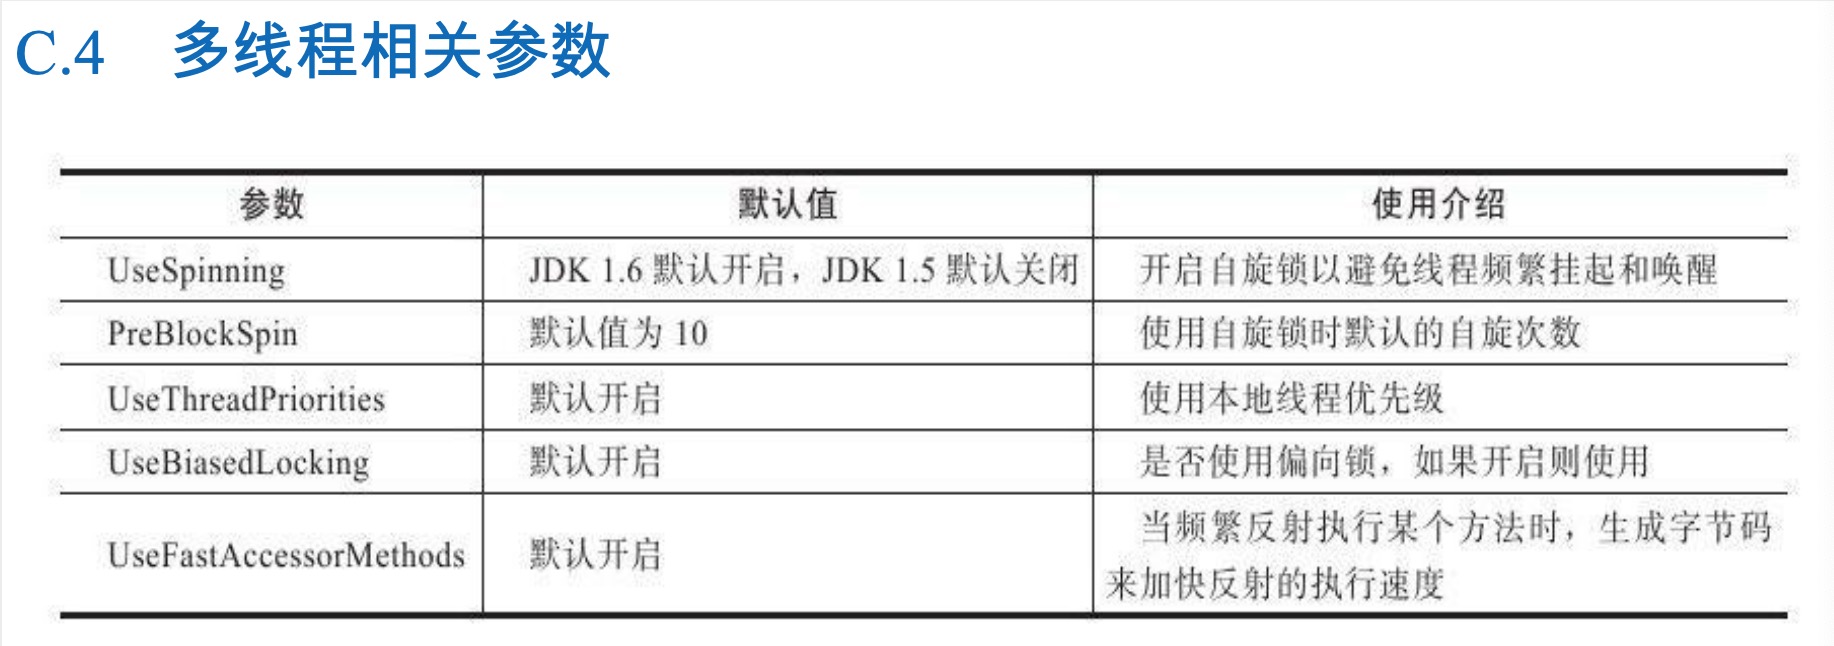 C.4 多线程相关参数
参数 默认值 使用介绍
UseSpinning JDK 1.6 默认开启，JDK 1.5 默认关闭 开启自旋锁以避免线程频繁挂起和唤醒
PreBlockSpin 默认值为 10 使用自旋锁时默认的自旋次数
UseThreadPriorities 默认开启 使用本地线程优先级
UseBiasedLocking 默认开启 是否使用偏向锁，如果开启则使用
UseFastAccessorMethods 默认开启 当频繁反射执行某个方法时，生成字节码
来加快反射的执行速度